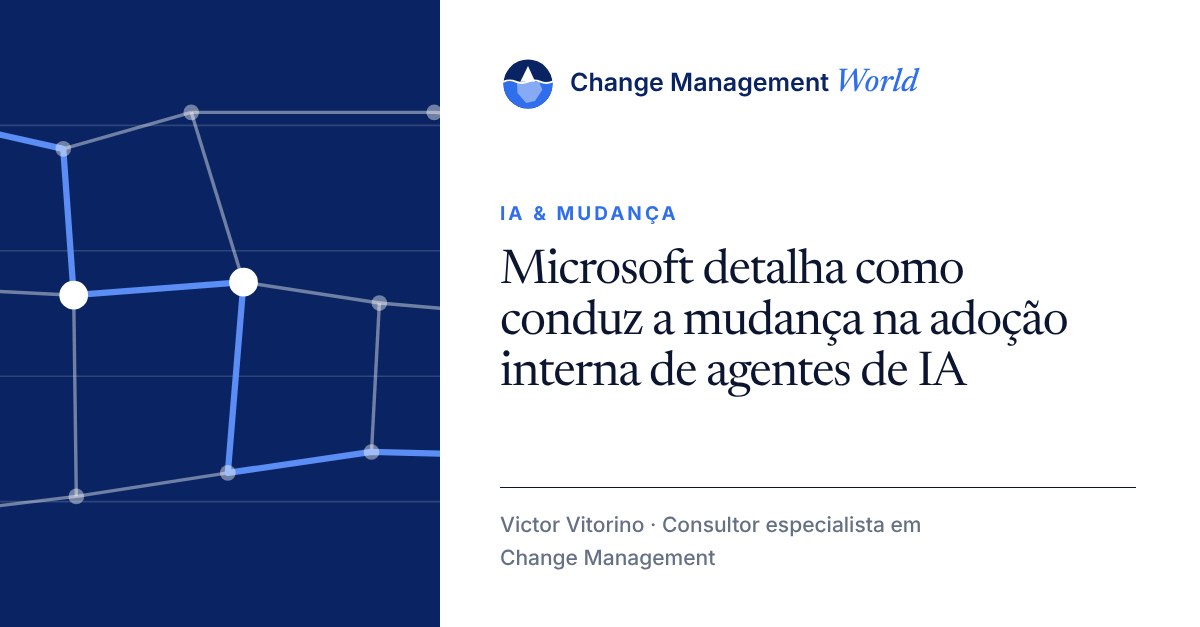 Change Management World
IA & MUDANÇA
Microsoft detalha como
conduz a mudança na adoção
interna de agentes de IA
Victor Vitorino · Consultor especialista em
Change Management